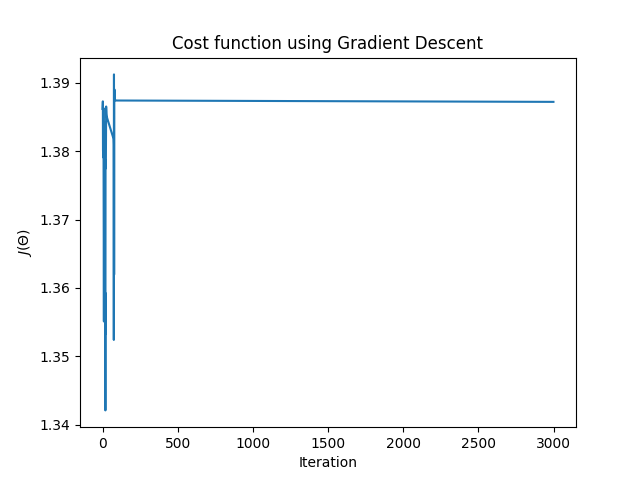 Cost function using Gradient Descent
J(Θ)
1.39
1.38
1.37
1.36
1.35
1.34
0 500 1000 1500 2000 2500 3000
Iteration